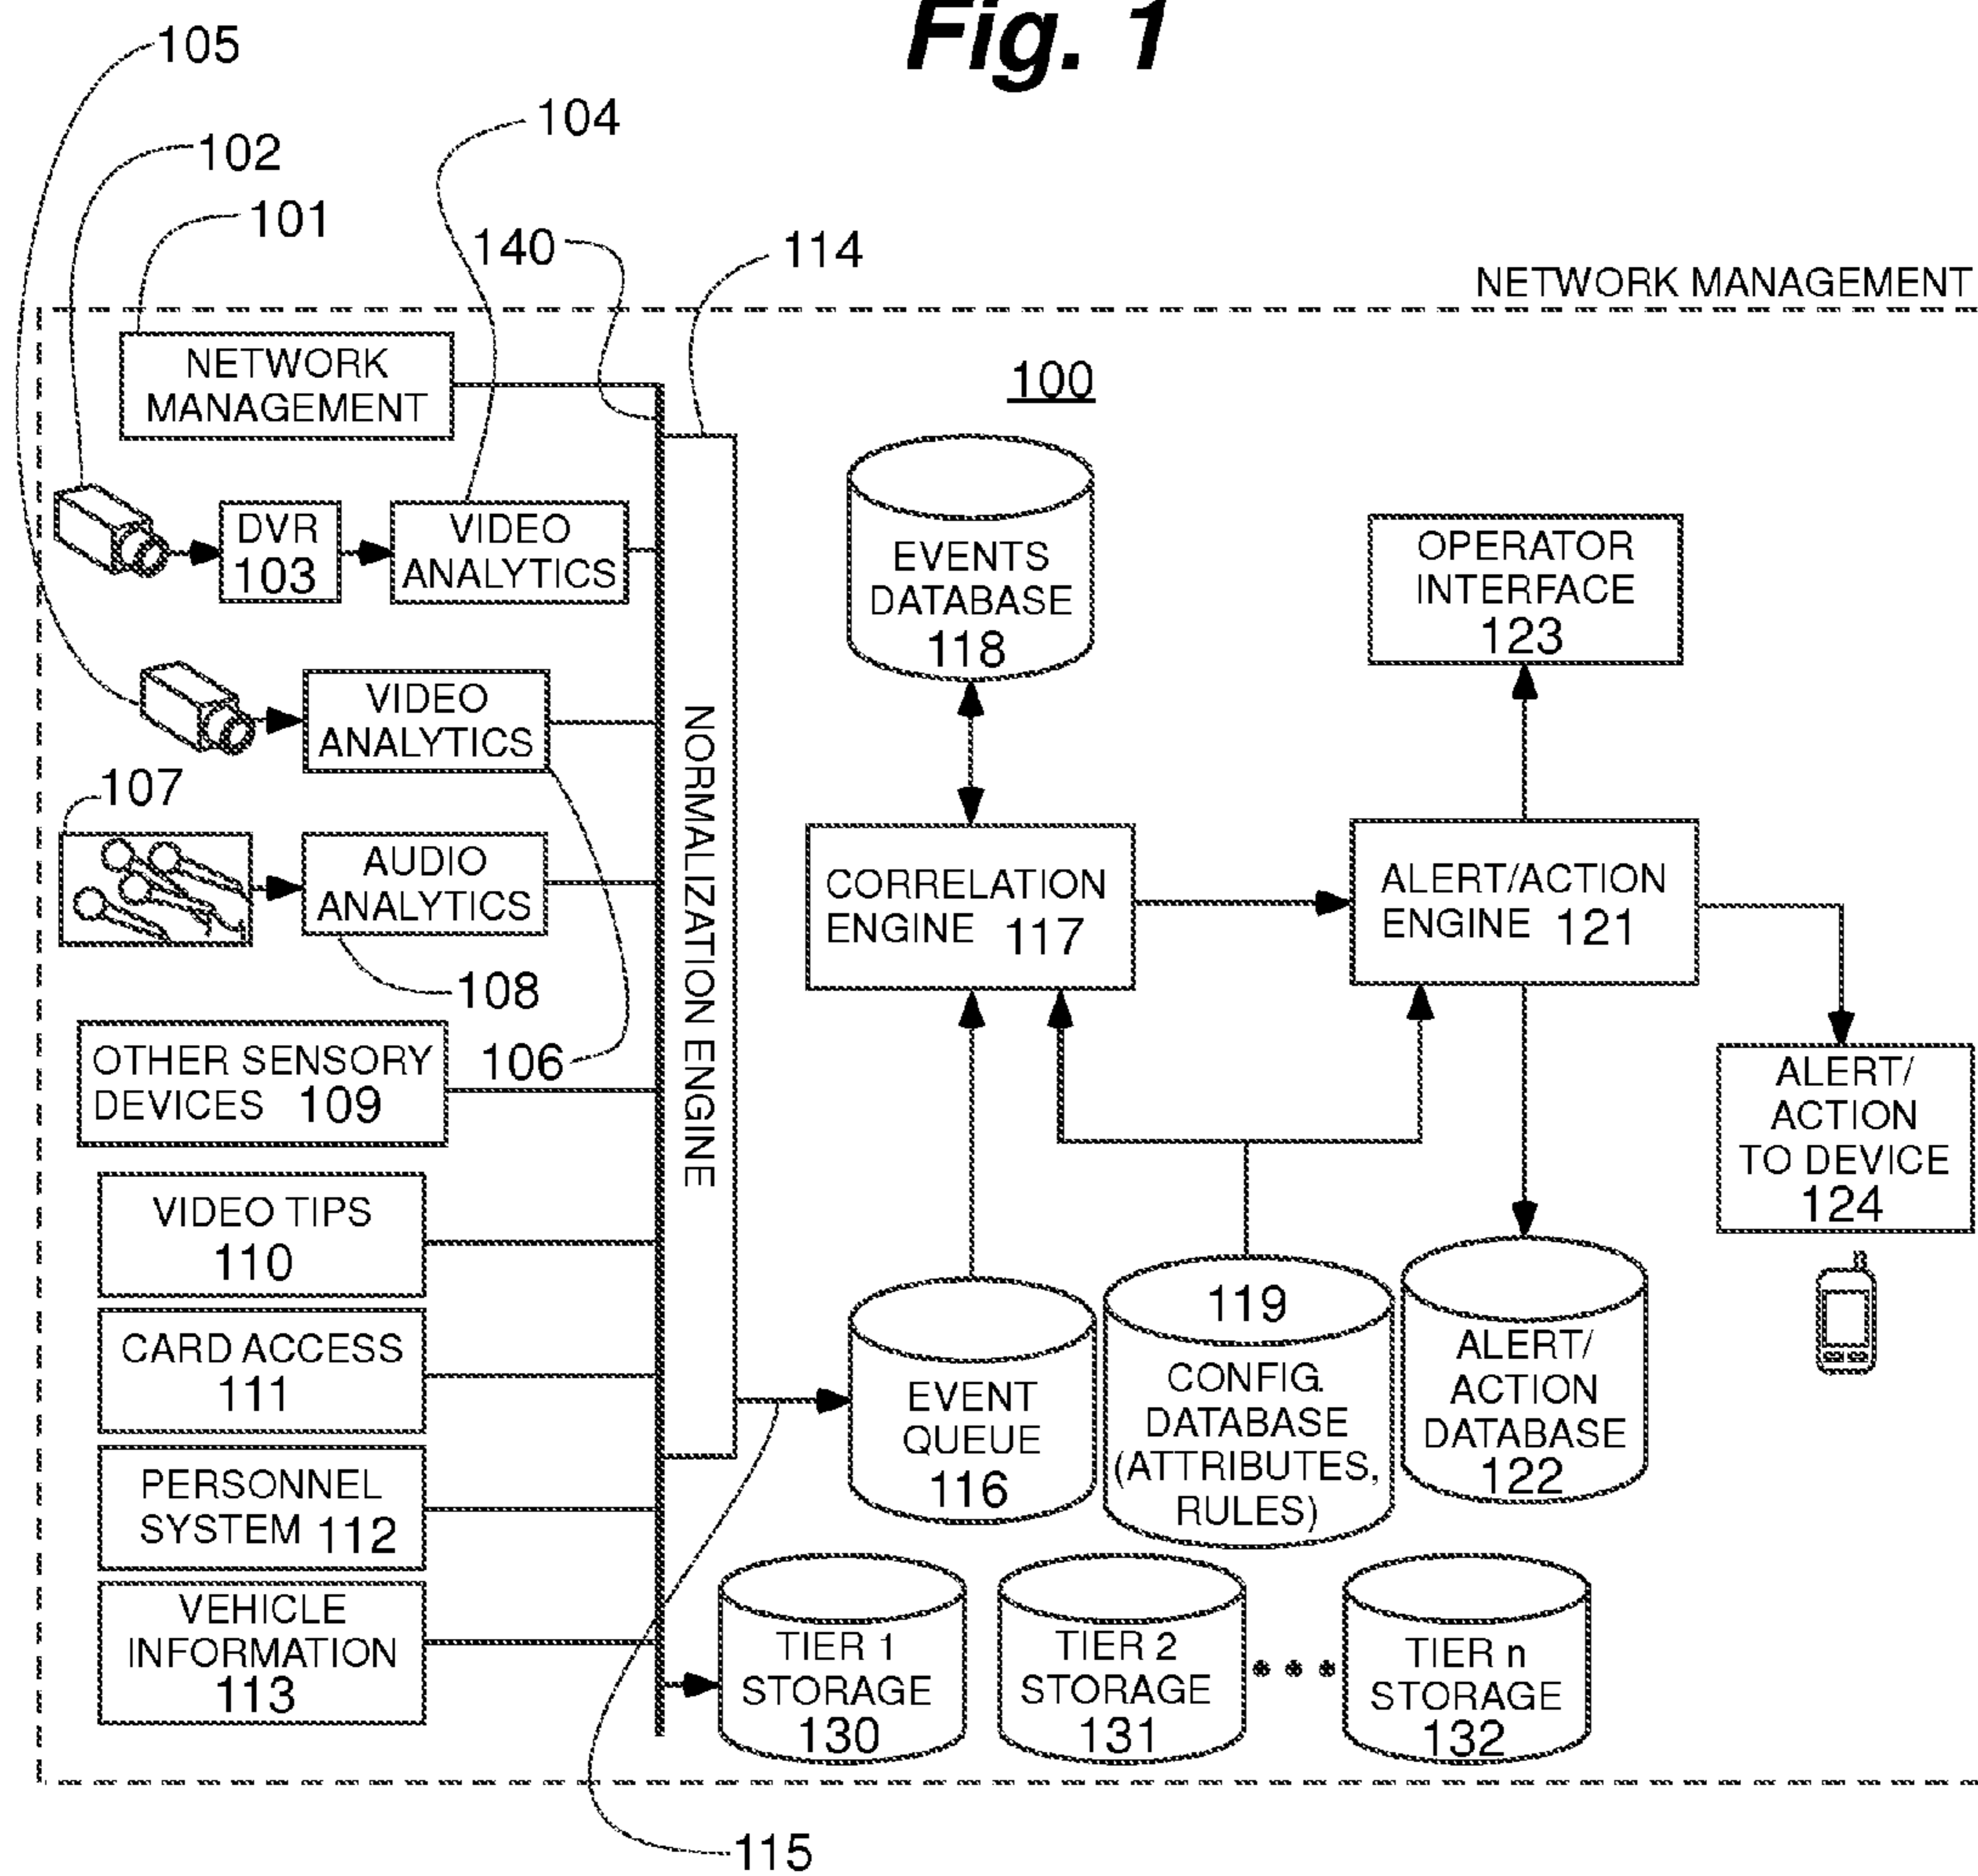 Fig. 1
105
104
102
101
140
114
NETWORK MANAGEMENT
NETWORK
MANAGEMENT
100
DVR
103
VIDEO
ANALYTICS
EVENTS
DATABASE
118
OPERATOR
INTERFACE
123
VIDEO
ANALYTICS
107
AUDIO
ANALYTICS
108
106
NORMALIZATION ENGINE
CORRELATION
ENGINE 117
ALERT/ACTION
ENGINE 121
OTHER SENSORY
DEVICES 109
ALERT/
ACTION
TO DEVICE
124
VIDEO TIPS
110
CARD ACCESS
111
PERSONNEL
SYSTEM 112
VEHICLE
INFORMATION
113
EVENT
QUEUE
116
119
CONFIG.
DATABASE
(ATTRIBUTES,
RULES)
ALERT/
ACTION
DATABASE
122
TIER 1
STORAGE
130
TIER 2
STORAGE
131
TIER n
STORAGE
132
115